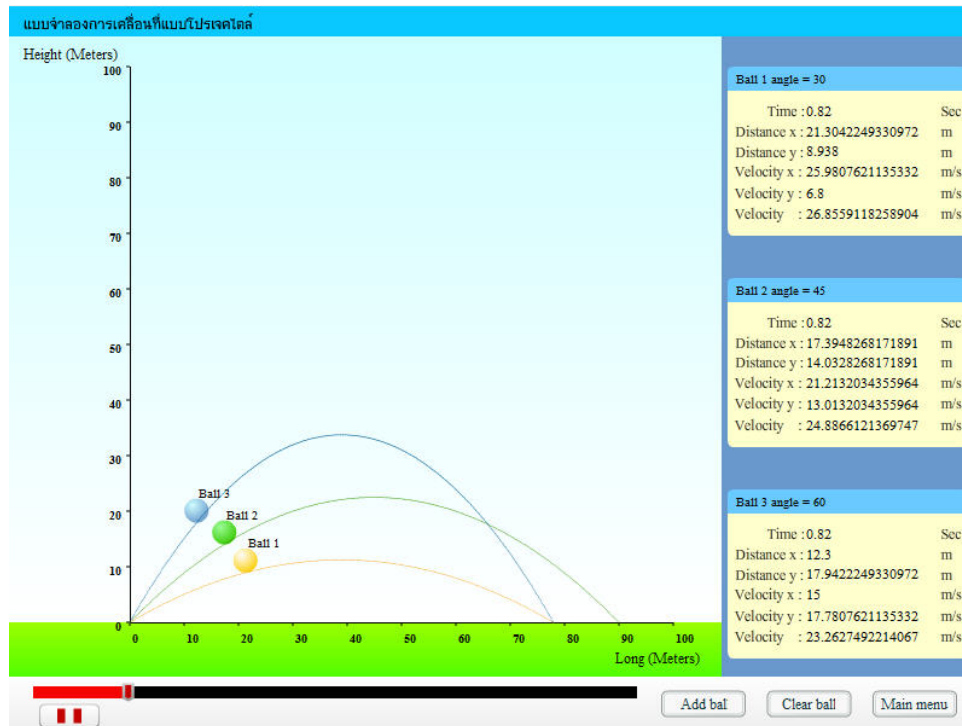 แบบจำลองการเคลื่อนที่แบบโปรเจคไตล์
Height (Meters)
100
90
80
70
60
50
40
30
20
10
0
Ball 3
Ball 2
Ball 1
0 10 20 30 40 50 60 70 80 90 100
Long (Meters)
Ball 1 angle = 30
Time : 0.82 Sec
Distance x : 21.3042249330972 m
Distance y : 8.938 m
Velocity x : 25.9807621135332 m/s
Velocity y : 6.8 m/s
Velocity : 26.8559118258904 m/s
Ball 2 angle = 45
Time : 0.82 Sec
Distance x : 17.3948268171891 m
Distance y : 14.0328268171891 m
Velocity x : 21.2132034355964 m/s
Velocity y : 13.0132034355964 m/s
Velocity : 24.8866121369747 m/s
Ball 3 angle = 60
Time : 0.82 Sec
Distance x : 12.3 m
Distance y : 17.9422249330972 m
Velocity x : 15 m/s
Velocity y : 17.7807621135332 m/s
Velocity : 23.2627492214067 m/s
Add ball Clear ball Main menu